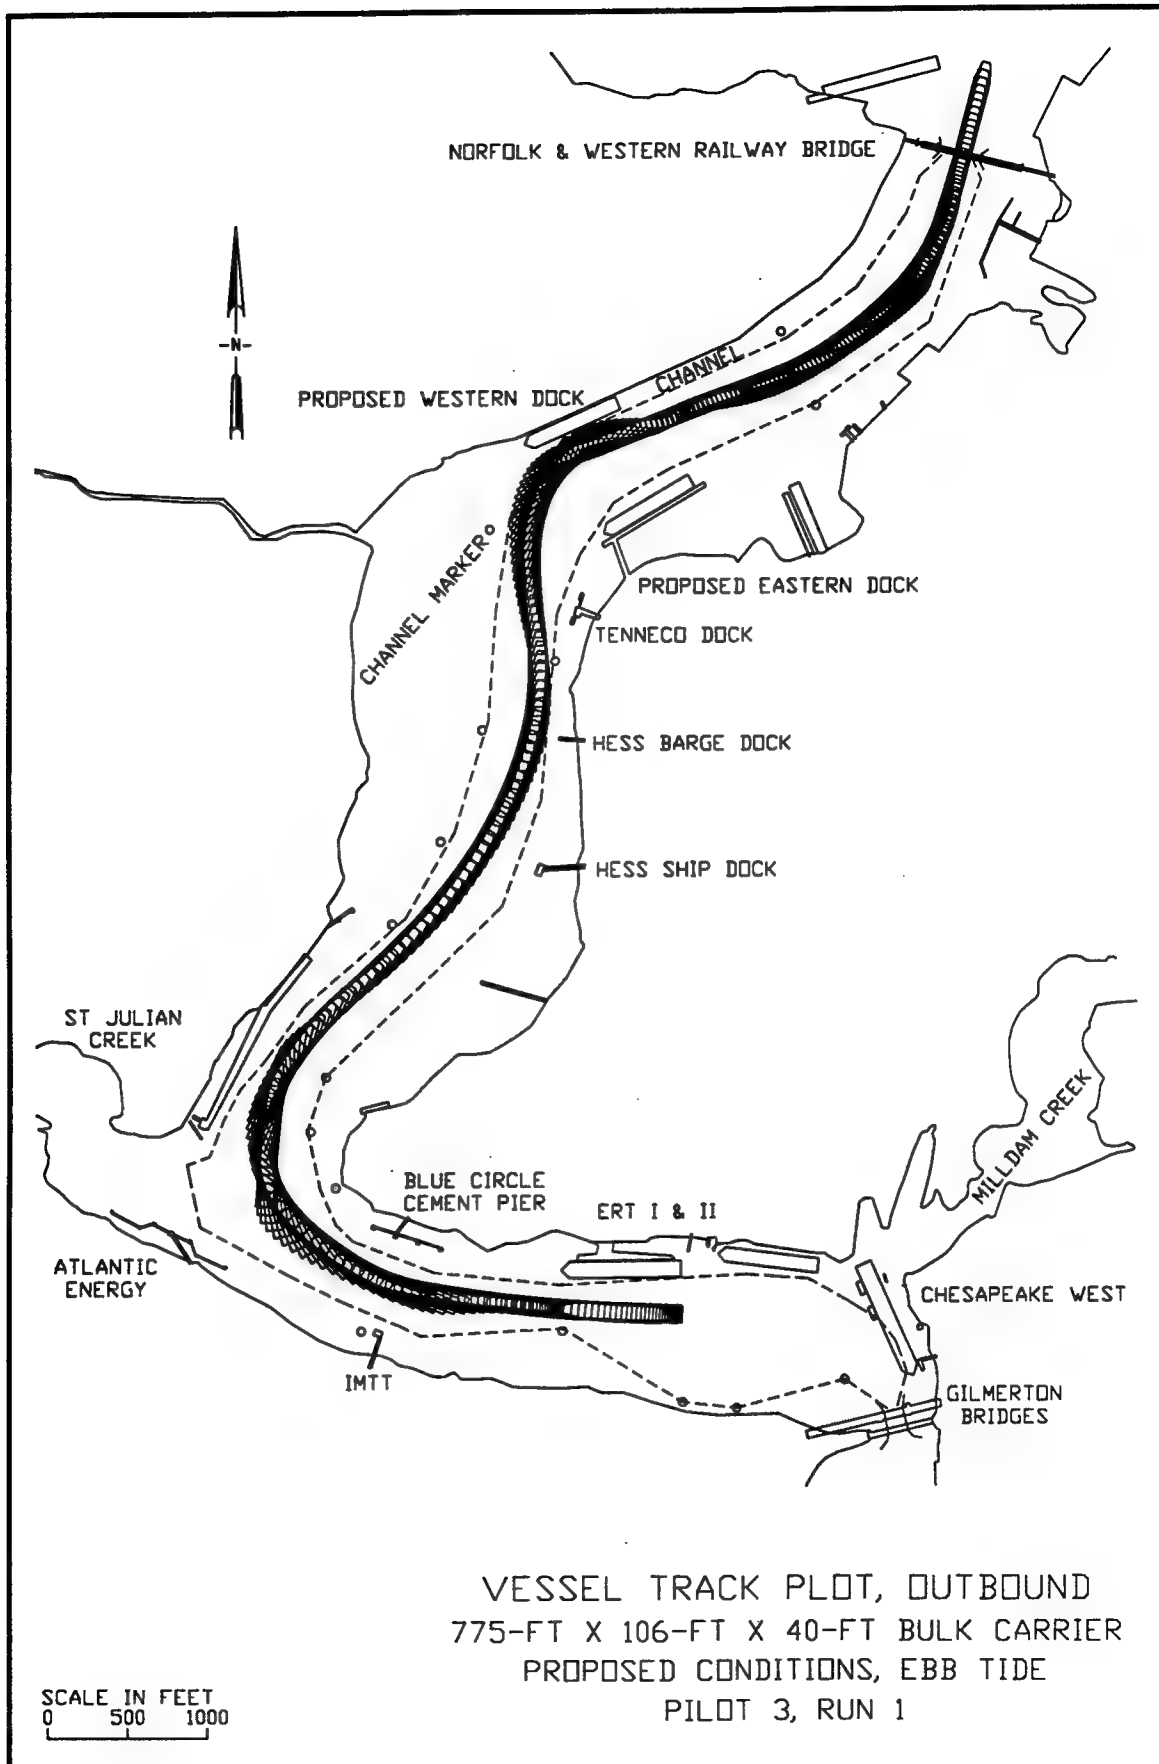 NORFOLK & WESTERN RAILWAY BRIDGE
-N-
CHANNEL
PROPOSED WESTERN DOCK
CHANNEL MARKER
PROPOSED EASTERN DOCK
TENNECO DOCK
HESS BARGE DOCK
HESS SHIP DOCK
ST JULIAN
CREEK
MILLDAM CREEK
BLUE CIRCLE
CEMENT PIER
ERT I & II
ATLANTIC
ENERGY
CHESAPEAKE WEST
IMTT
GILMERTON
BRIDGES
VESSEL TRACK PLOT, OUTBOUND
775-FT X 106-FT X 40-FT BULK CARRIER
PROPOSED CONDITIONS, EBB TIDE
PILOT 3, RUN 1
SCALE IN FEET
0 500 1000